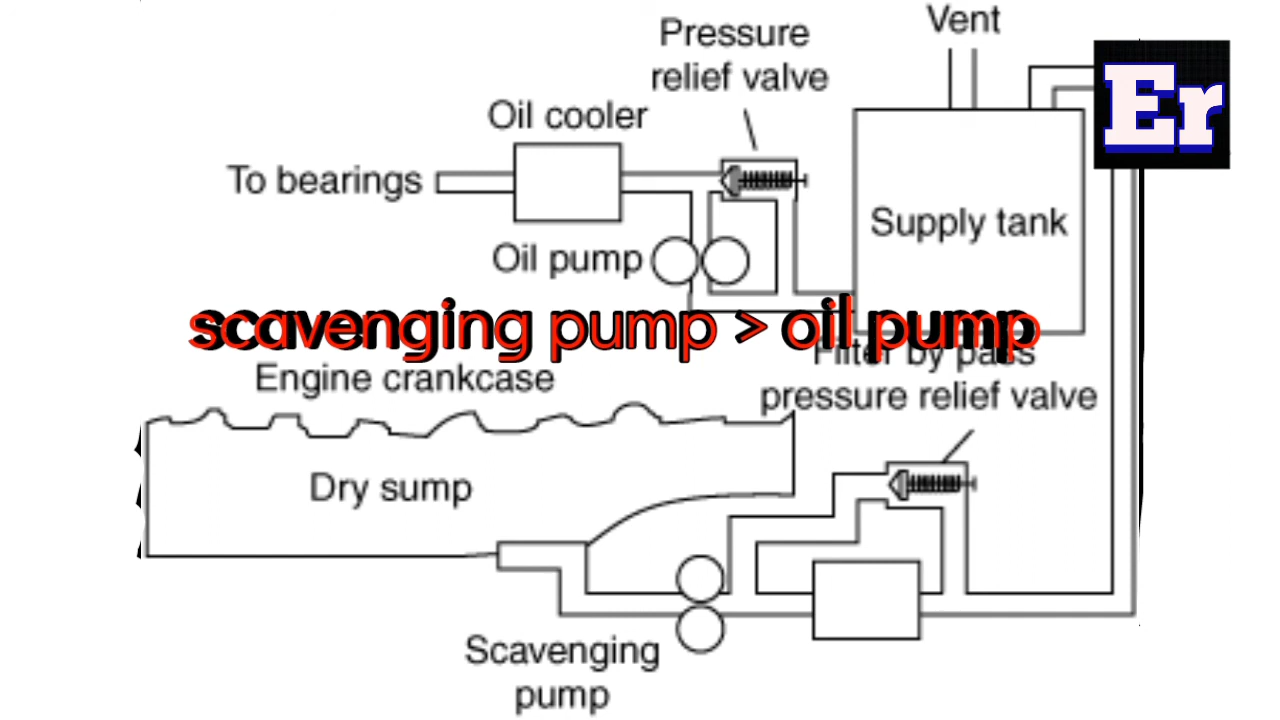 Pressure
relief valve
Vent
Er
Oil cooler
To bearings
Supply tank
Oil pump
scavenging pump > oil pump
Filter by pass
pressure relief valve
Engine crankcase
Dry sump
Scavenging
pump